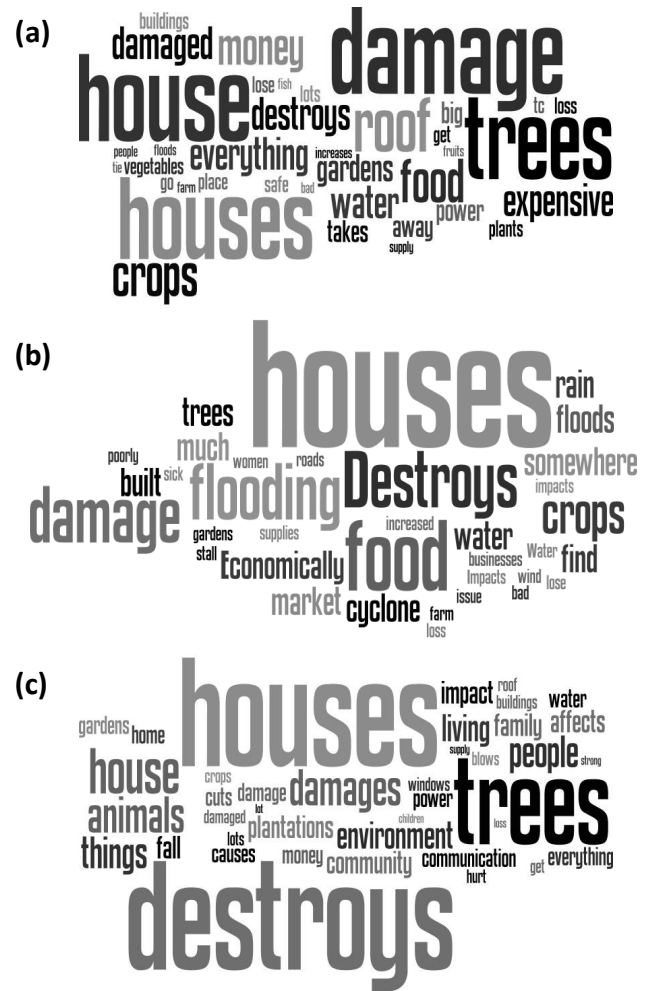 (a)
buildings
damaged money damage
house lose fish lots
destroys roof big tc loss
get trees
people floods everything increases fruits
tie vegetables gardens food
go farm place safe bad
houses water power expensive
takes away plants
supply
crops
(b)
houses
rain
trees floods
poorly much women roads somewhere
built sick flooding Destroys impacts
damage increased crops
gardens supplies food water
stall businesses Water find
Economically Impacts wind lose
market cyclone farm issue bad
loss
(c)
houses
impact roof
buildings water
gardens home living family affects
supply blows people strong
house crops damages windows
cuts damage power trees
animals damaged lot children loss
plantations environment
things fall lots
causes money community communication everything
hurt get
destroys